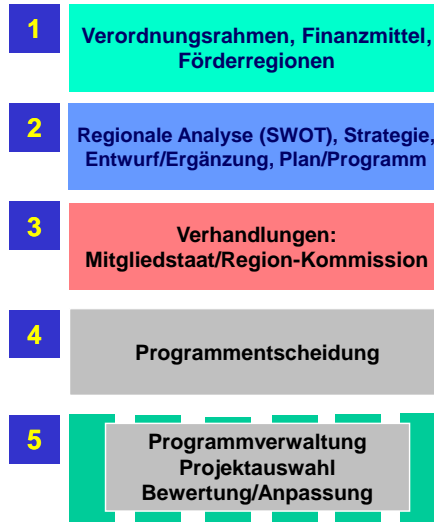 1
Verordnungsrahmen, Finanzmittel,
Förderregionen
2
Regionale Analyse (SWOT), Strategie,
Entwurf/Ergänzung, Plan/Programm
3
Verhandlungen:
Mitgliedstaat/Region-Kommission
4
Programmentscheidung
5
Programmverwaltung
Projektauswahl
Bewertung/Anpassung